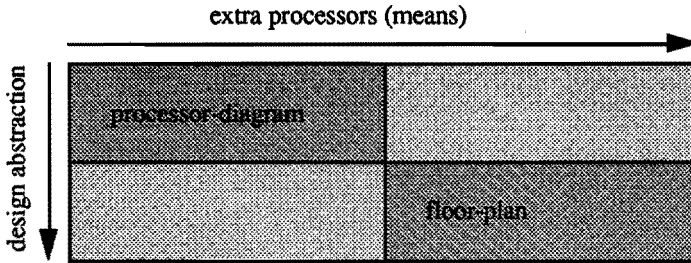 extra processors (means)
design abstraction
processor-diagram
floor-plan